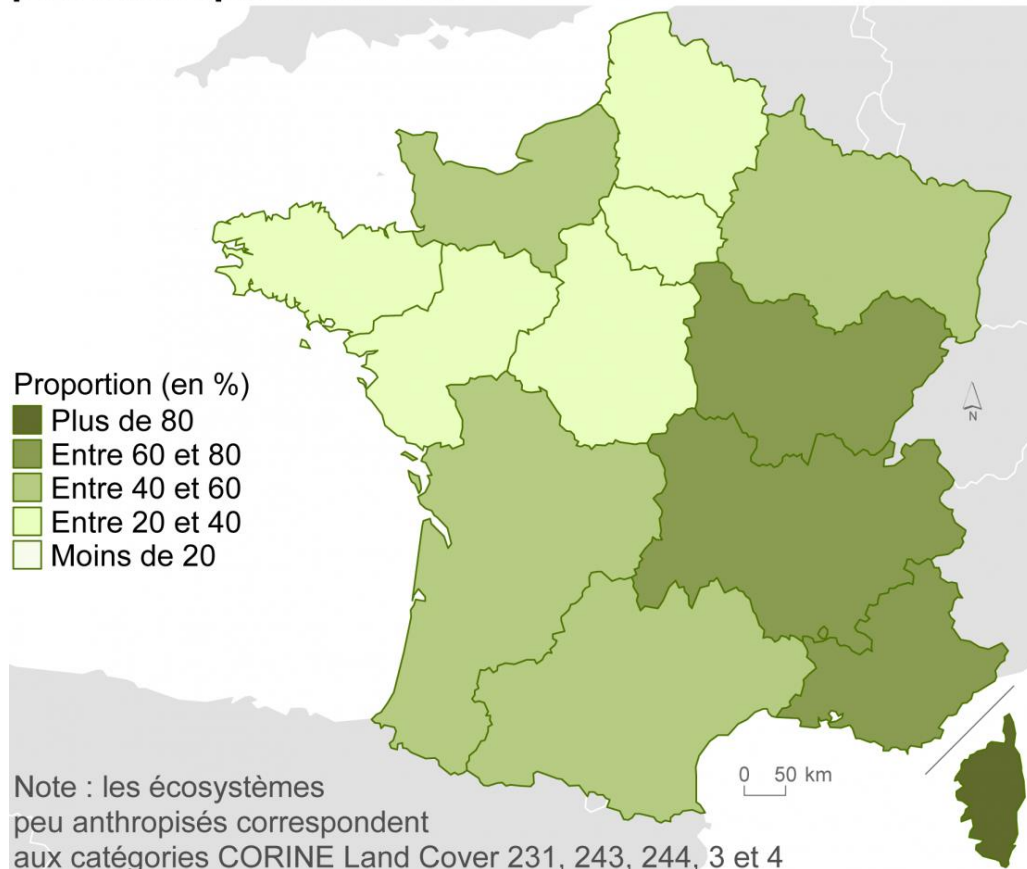 Proportion (en %)
Plus de 80
Entre 60 et 80
Entre 40 et 60
Entre 20 et 40
Moins de 20
N
0 50 km
Note : les écosystèmes
peu anthropisés correspondent
aux catégories CORINE Land Cover 231, 243, 244, 3 et 4